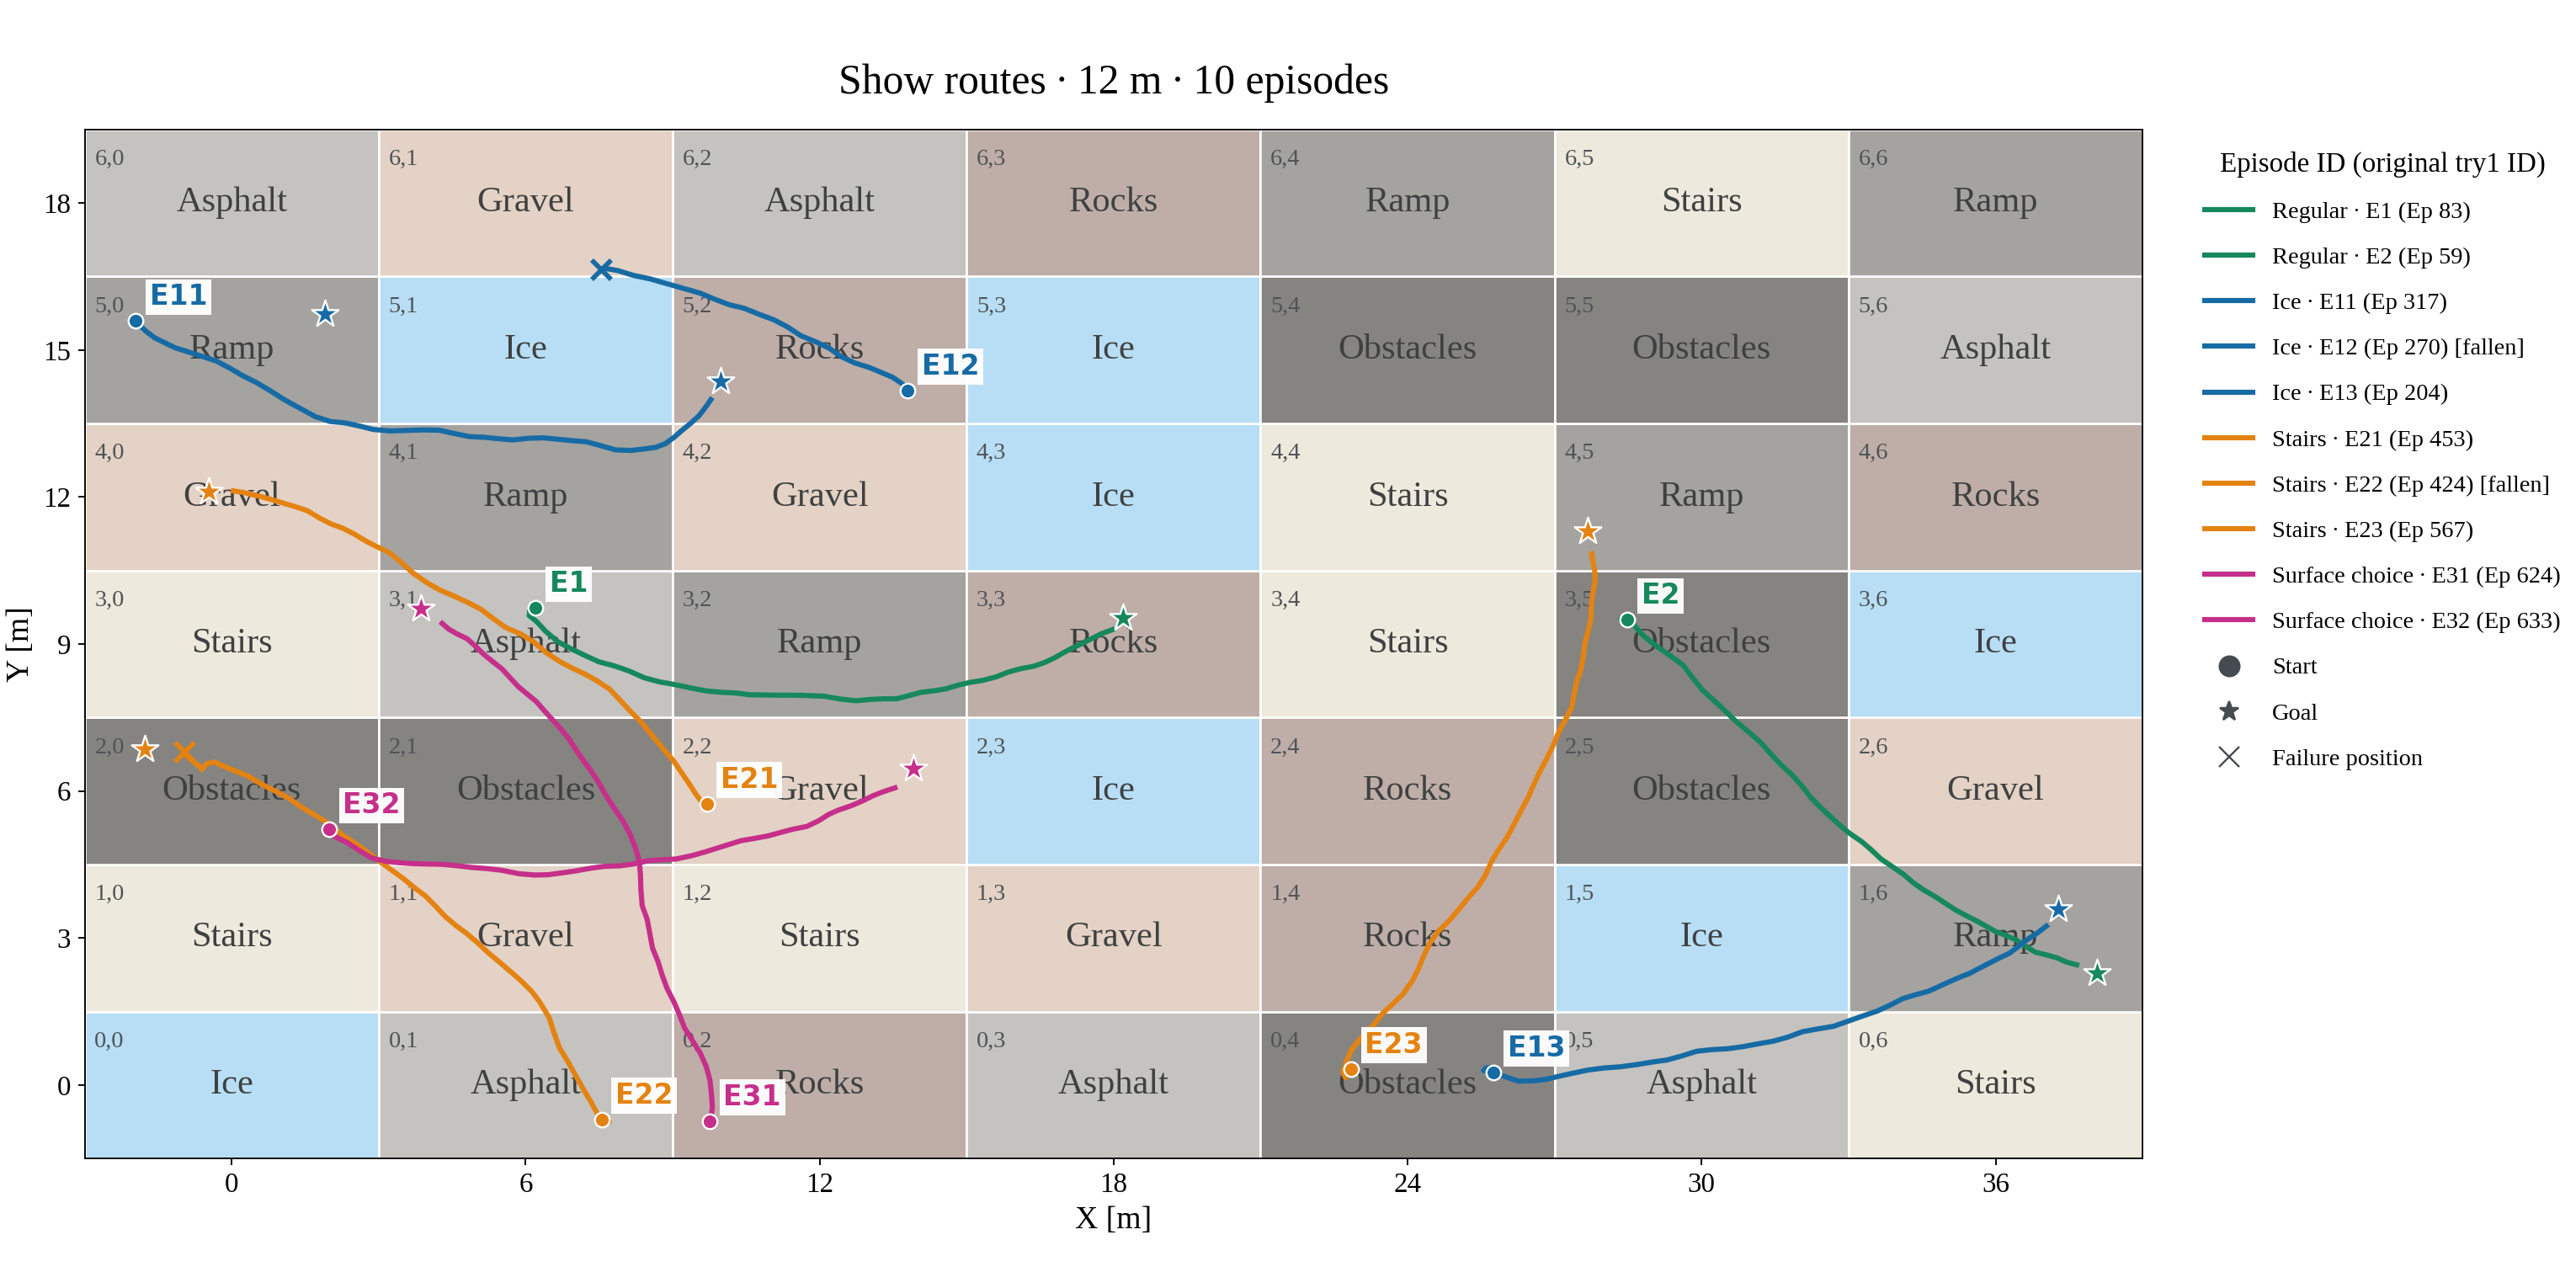 Show routes · 12 m · 10 episodes
6,0 6,1 6,2 6,3 6,4 6,5 6,6
Asphalt Gravel Asphalt Rocks Ramp Stairs Ramp
18
5,0 E11 5,1 5,2 5,3 5,4 5,5 5,6
Ramp Ice Rocks Ice Obstacles Obstacles Asphalt
15
E12
4,0 4,1 4,2 4,3 4,4 4,5 4,6
Gravel Ramp Gravel Ice Stairs Ramp Rocks
12
3,0 3,1 E1 3,2 3,3 3,4 3,5 E2 3,6
Stairs Asphalt Ramp Rocks Stairs Obstacles Ice
9
2,0 2,1 2,2 2,3 2,4 2,5 2,6
Obstacles Obstacles E21 Gravel Ice Rocks Obstacles Gravel
6
E32
1,0 1,1 1,2 1,3 1,4 1,5 1,6
Stairs Gravel Stairs Gravel Rocks Ice Ramp
3
0,0 0,1 0,2 0,3 0,4 E23 E13 0,5 0,6
Ice Asphalt Rocks Asphalt Obstacles Asphalt Stairs
0
E22 E31
0 6 12 18 24 30 36
X [m]
Y [m]
Episode ID (original try1 ID)
Regular · E1 (Ep 83)
Regular · E2 (Ep 59)
Ice · E11 (Ep 317)
Ice · E12 (Ep 270) [fallen]
Ice · E13 (Ep 204)
Stairs · E21 (Ep 453)
Stairs · E22 (Ep 424) [fallen]
Stairs · E23 (Ep 567)
Surface choice · E31 (Ep 624)
Surface choice · E32 (Ep 633)
Start
Goal
Failure position